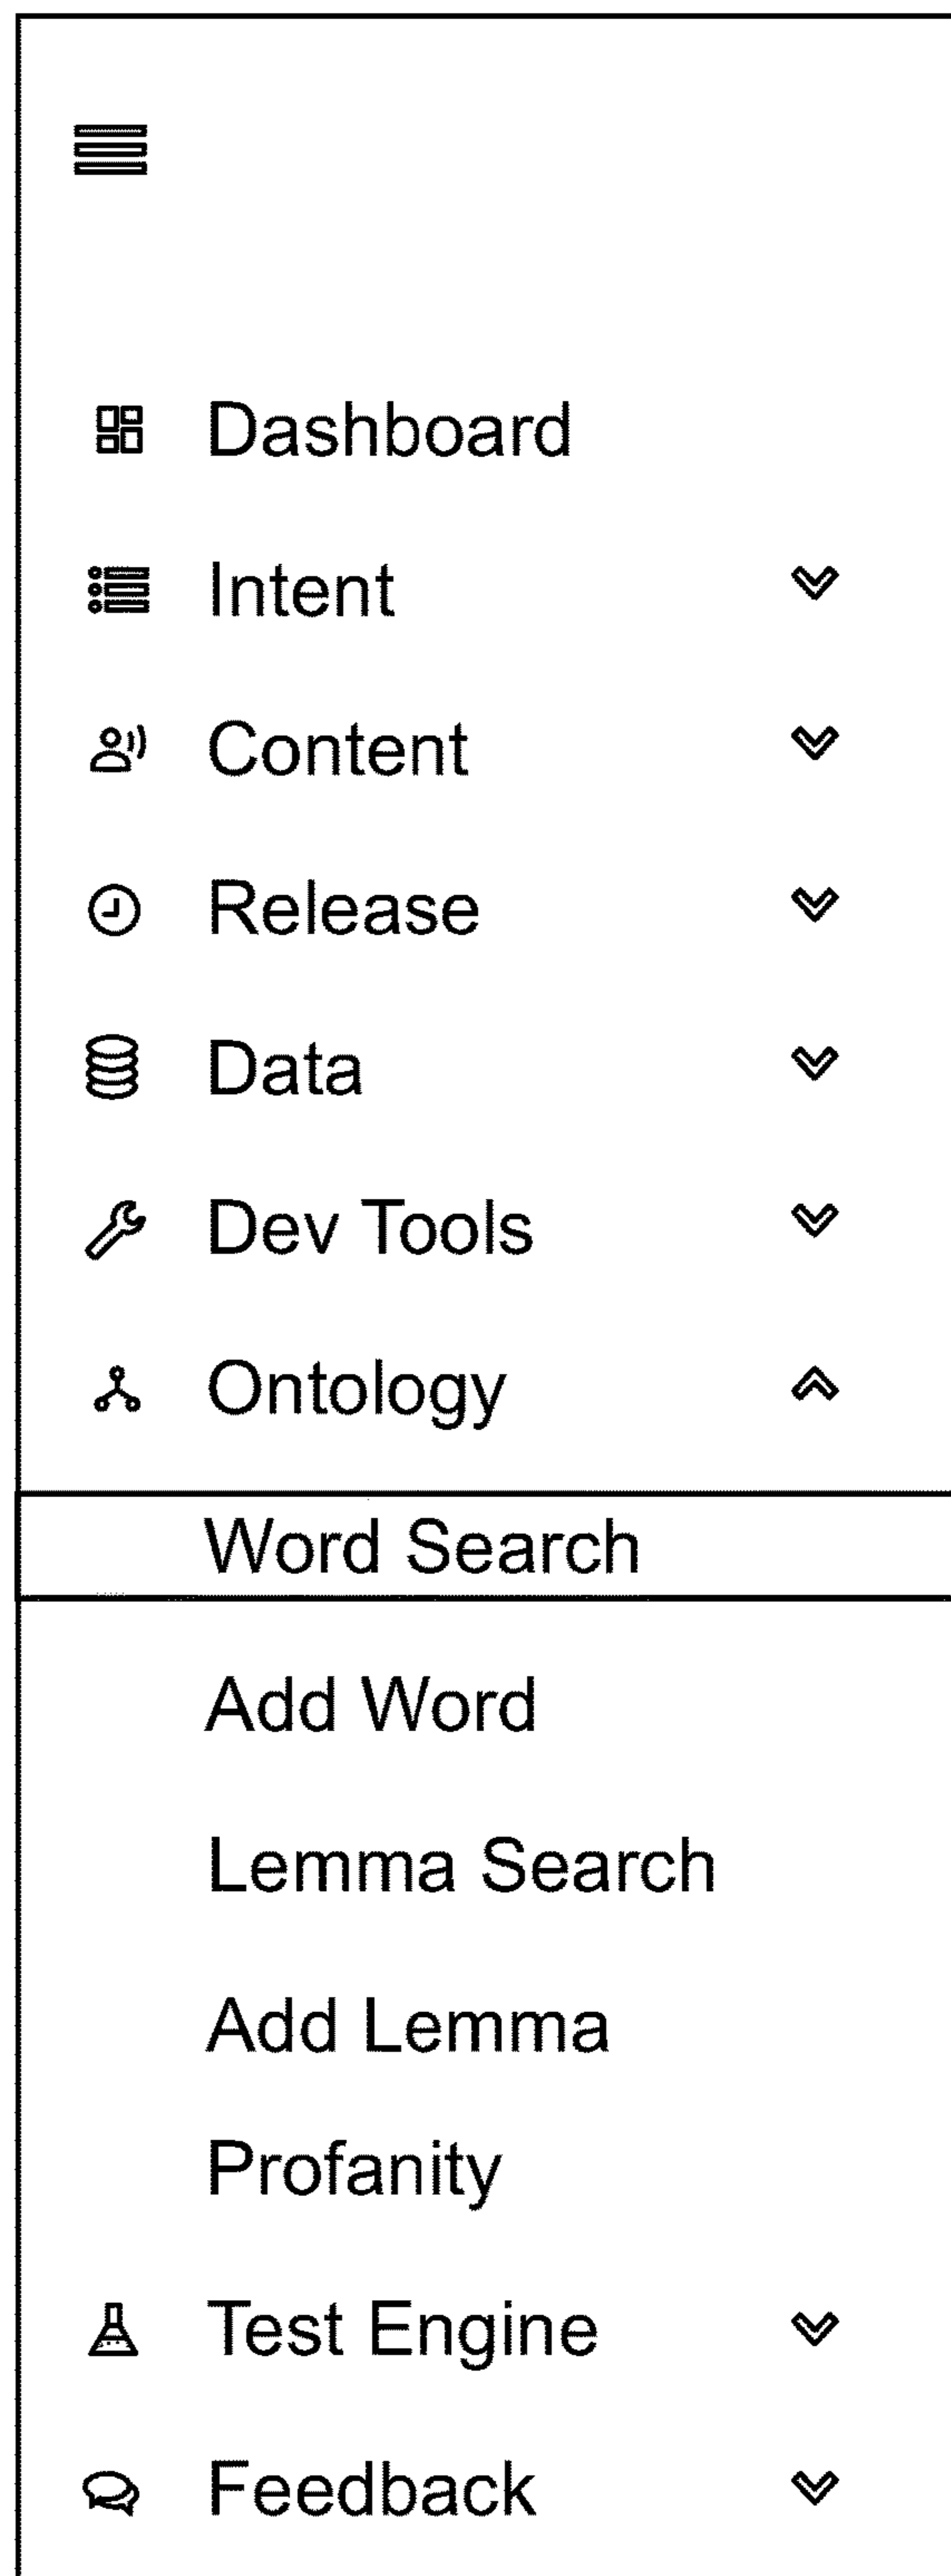 Dashboard
Intent
Content
Release
Data
Dev Tools
Ontology
Word Search
Add Word
Lemma Search
Add Lemma
Profanity
Test Engine
Feedback